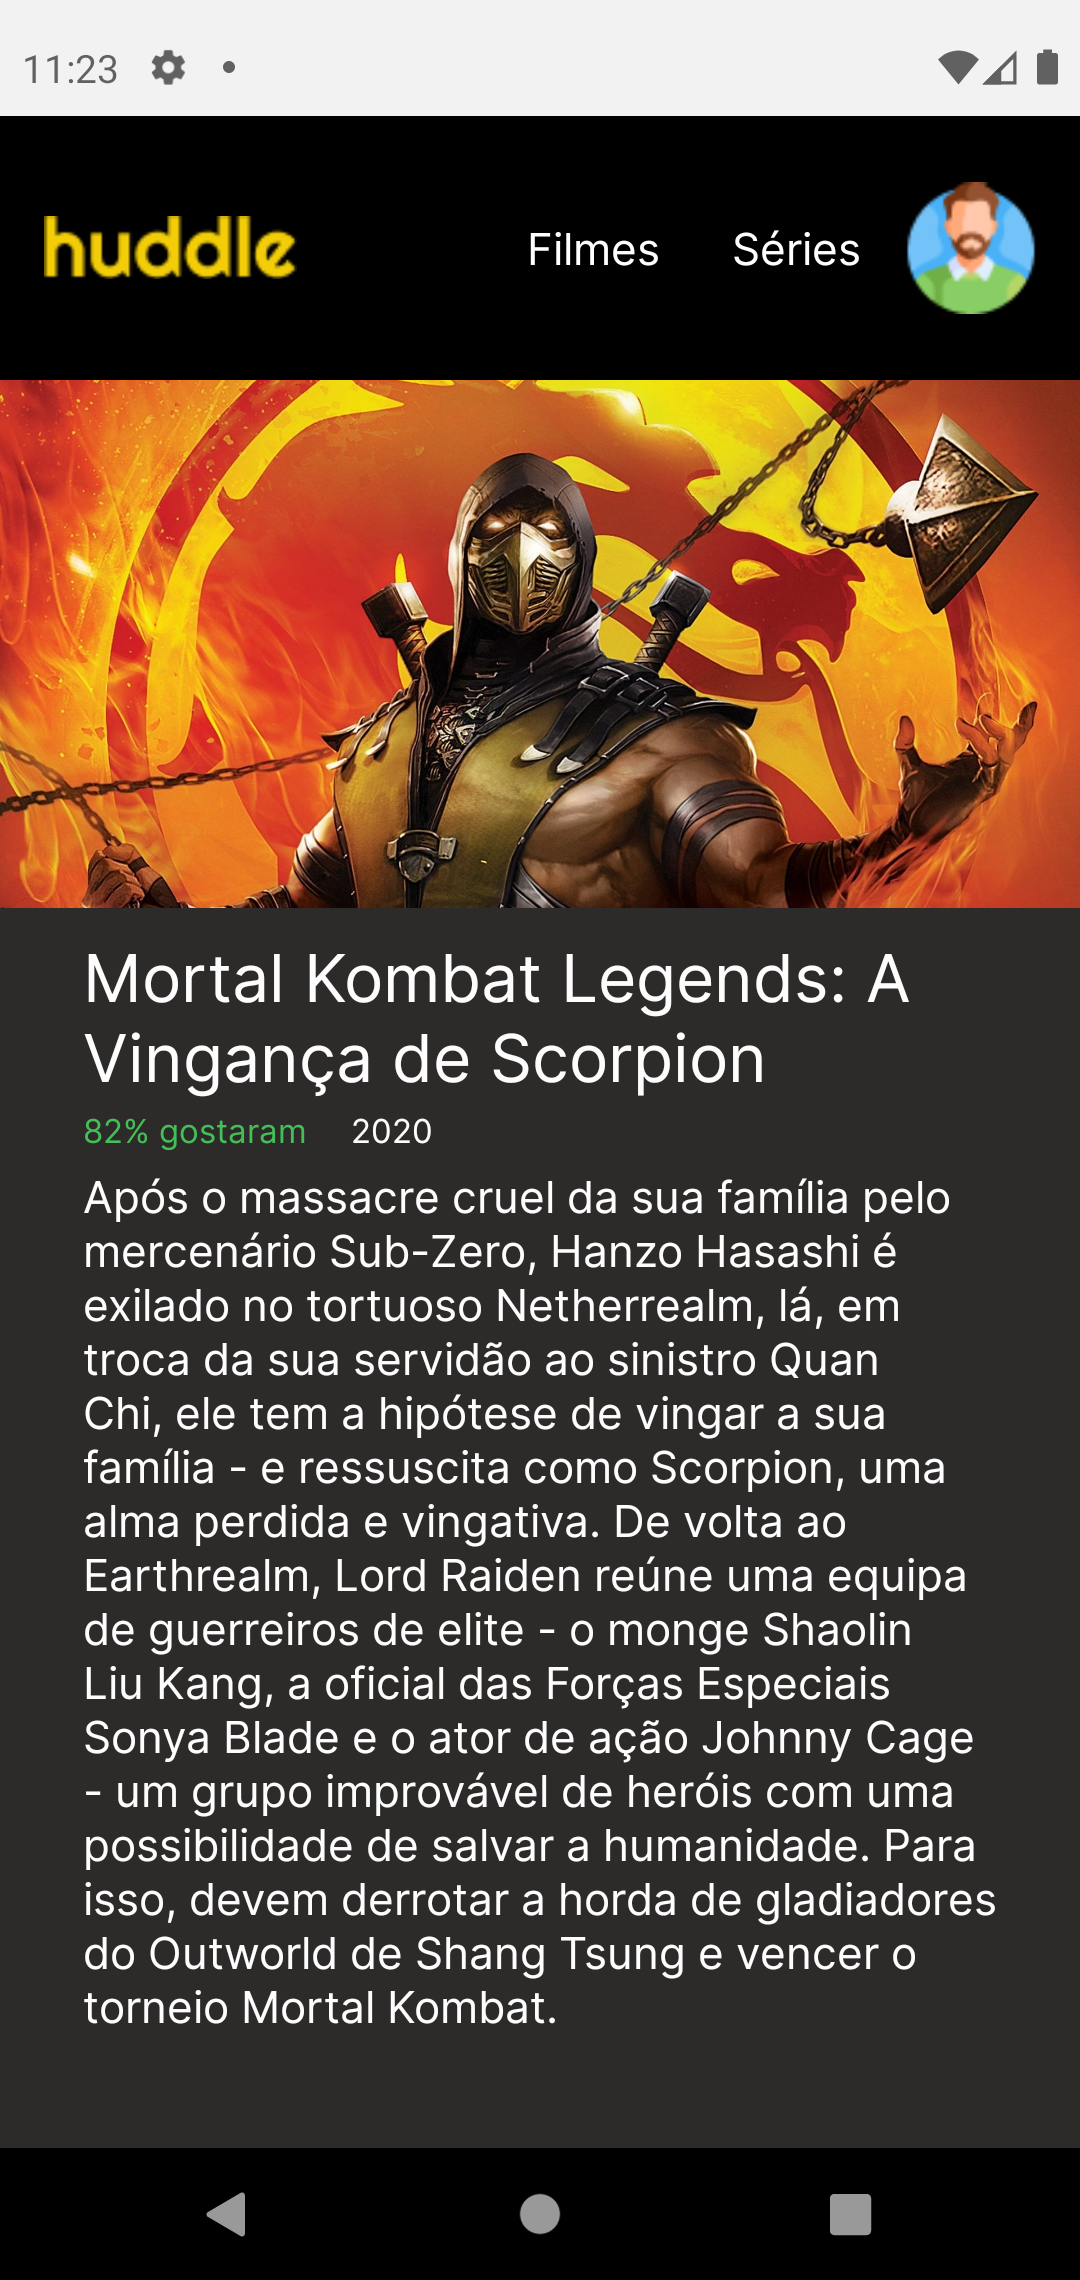 11:23
huddle
Filmes
Séries
Mortal Kombat Legends: A
Vingança de Scorpion
82% gostaram 2020
Após o massacre cruel da sua família pelo
mercenário Sub-Zero, Hanzo Hasashi é
exilado no tortuoso Netherrealm, lá, em
troca da sua servidão ao sinistro Quan
Chi, ele tem a hipótese de vingar a sua
família - e ressuscita como Scorpion, uma
alma perdida e vingativa. De volta ao
Earthrealm, Lord Raiden reúne uma equipa
de guerreiros de elite - o monge Shaolin
Liu Kang, a oficial das Forças Especiais
Sonya Blade e o ator de ação Johnny Cage
- um grupo improvável de heróis com uma
possibilidade de salvar a humanidade. Para
isso, devem derrotar a horda de gladiadores
do Outworld de Shang Tsung e vencer o
torneio Mortal Kombat.